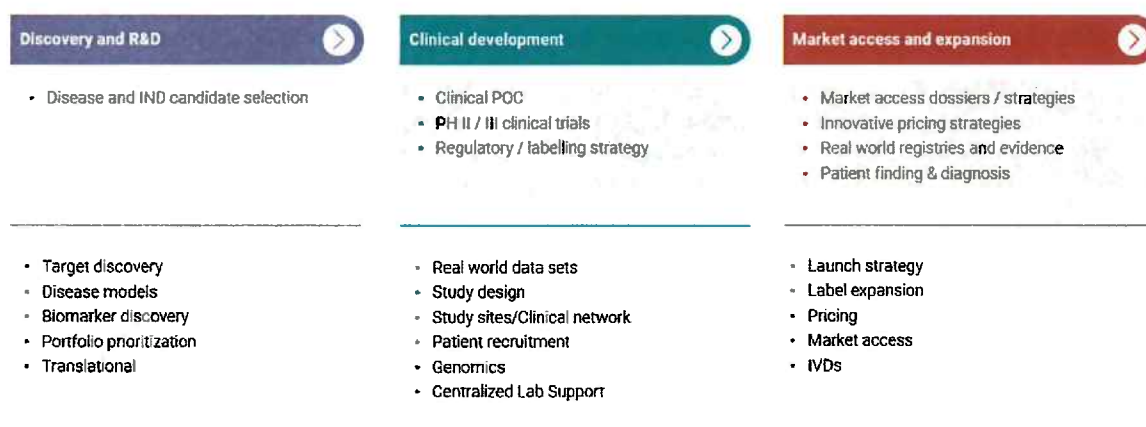 Discovery and R&D
• Disease and IND candidate selection
• Target discovery
• Disease models
• Biomarker discovery
• Portfolio prioritization
• Translational
Clinical development
• Clinical POC
• PH II / III clinical trials
• Regulatory / labelling strategy
• Real world data sets
• Study design
• Study sites/Clinical network
• Patient recruitment
• Genomics
• Centralized Lab Support
Market access and expansion
• Market access dossiers / strategies
• Innovative pricing strategies
• Real world registries and evidence
• Patient finding & diagnosis
• Launch strategy
• Label expansion
• Pricing
• Market access
• IVDs